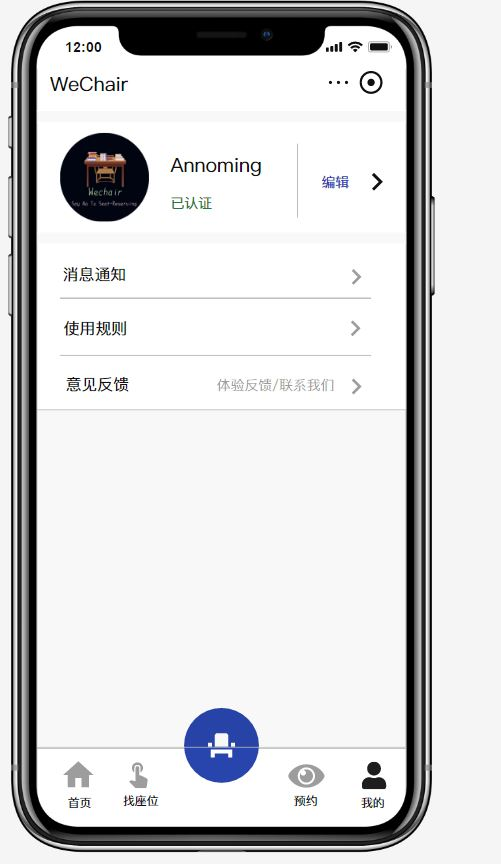 12:00
WeChair
Wechair
Say No To Seat-Reserving
Annoming
已认证
编辑
消息通知
使用规则
意见反馈 体验反馈/联系我们
首页 找座位 预约 我的